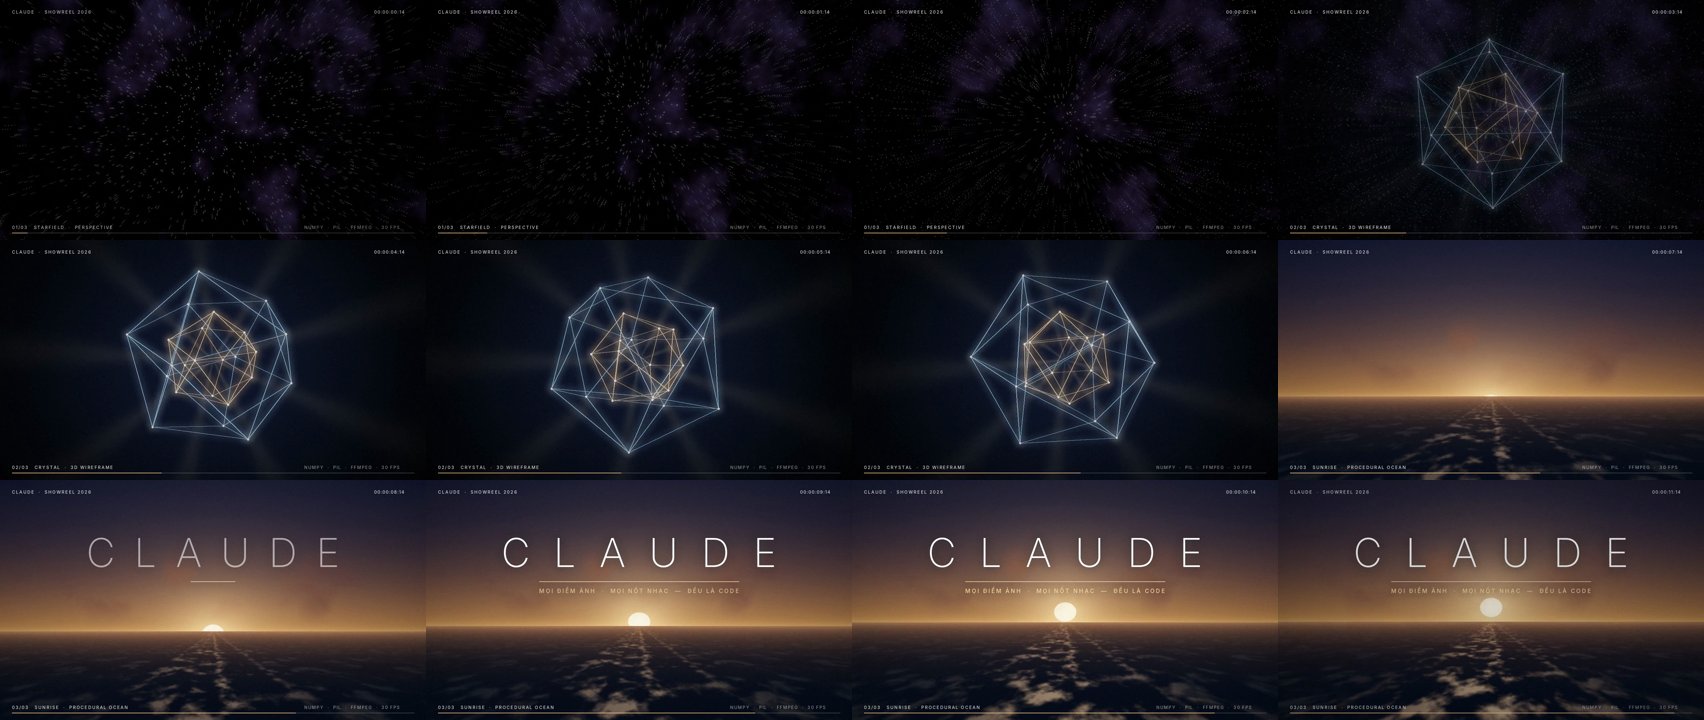 CLAUDE · SHOWREEL 2026 00:00:00:14
CLAUDE · SHOWREEL 2026 00:00:01:14
CLAUDE · SHOWREEL 2026 00:00:02:14
CLAUDE · SHOWREEL 2026 00:00:03:14
01/03 STARFIELD · PERSPECTIVE NUMPY · PIL · FFMPEG · 30 FPS
01/03 STARFIELD · PERSPECTIVE NUMPY · PIL · FFMPEG · 30 FPS
01/03 STARFIELD · PERSPECTIVE NUMPY · PIL · FFMPEG · 30 FPS
02/03 CRYSTAL · 3D WIREFRAME NUMPY · PIL · FFMPEG · 30 FPS
CLAUDE · SHOWREEL 2026 00:00:04:14
CLAUDE · SHOWREEL 2026 00:00:05:14
CLAUDE · SHOWREEL 2026 00:00:06:14
CLAUDE · SHOWREEL 2026 00:00:07:14
02/03 CRYSTAL · 3D WIREFRAME NUMPY · PIL · FFMPEG · 30 FPS
02/03 CRYSTAL · 3D WIREFRAME NUMPY · PIL · FFMPEG · 30 FPS
02/03 CRYSTAL · 3D WIREFRAME NUMPY · PIL · FFMPEG · 30 FPS
03/03 SUNRISE · PROCEDURAL OCEAN NUMPY · PIL · FFMPEG · 30 FPS
CLAUDE · SHOWREEL 2026 00:00:08:14
CLAUDE · SHOWREEL 2026 00:00:09:14
CLAUDE · SHOWREEL 2026 00:00:10:14
CLAUDE · SHOWREEL 2026 00:00:11:14
CLAUDE
CLAUDE
CLAUDE
CLAUDE
MỌI ĐIỂM ẢNH · MỌI NỐT NHẠC — ĐỀU LÀ CODE
MỌI ĐIỂM ẢNH · MỌI NỐT NHẠC — ĐỀU LÀ CODE
MỌI ĐIỂM ẢNH · MỌI NỐT NHẠC — ĐỀU LÀ CODE
03/03 SUNRISE · PROCEDURAL OCEAN NUMPY · PIL · FFMPEG · 30 FPS
03/03 SUNRISE · PROCEDURAL OCEAN NUMPY · PIL · FFMPEG · 30 FPS
03/03 SUNRISE · PROCEDURAL OCEAN NUMPY · PIL · FFMPEG · 30 FPS
03/03 SUNRISE · PROCEDURAL OCEAN NUMPY · PIL · FFMPEG · 30 FPS